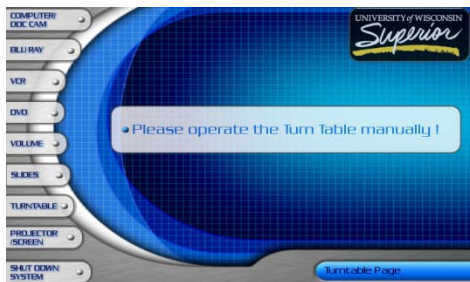 COMPUTER/
DOC CAM
BLU RAY
VCR
DVD
VOLUME
SLIDES
TURNTABLE
PROJECTOR
/SCREEN
SHUT DOWN
SYSTEM
UNIVERSITY of WISCONSIN
Superior
Please operate the Turn Table manually !
Turntable Page